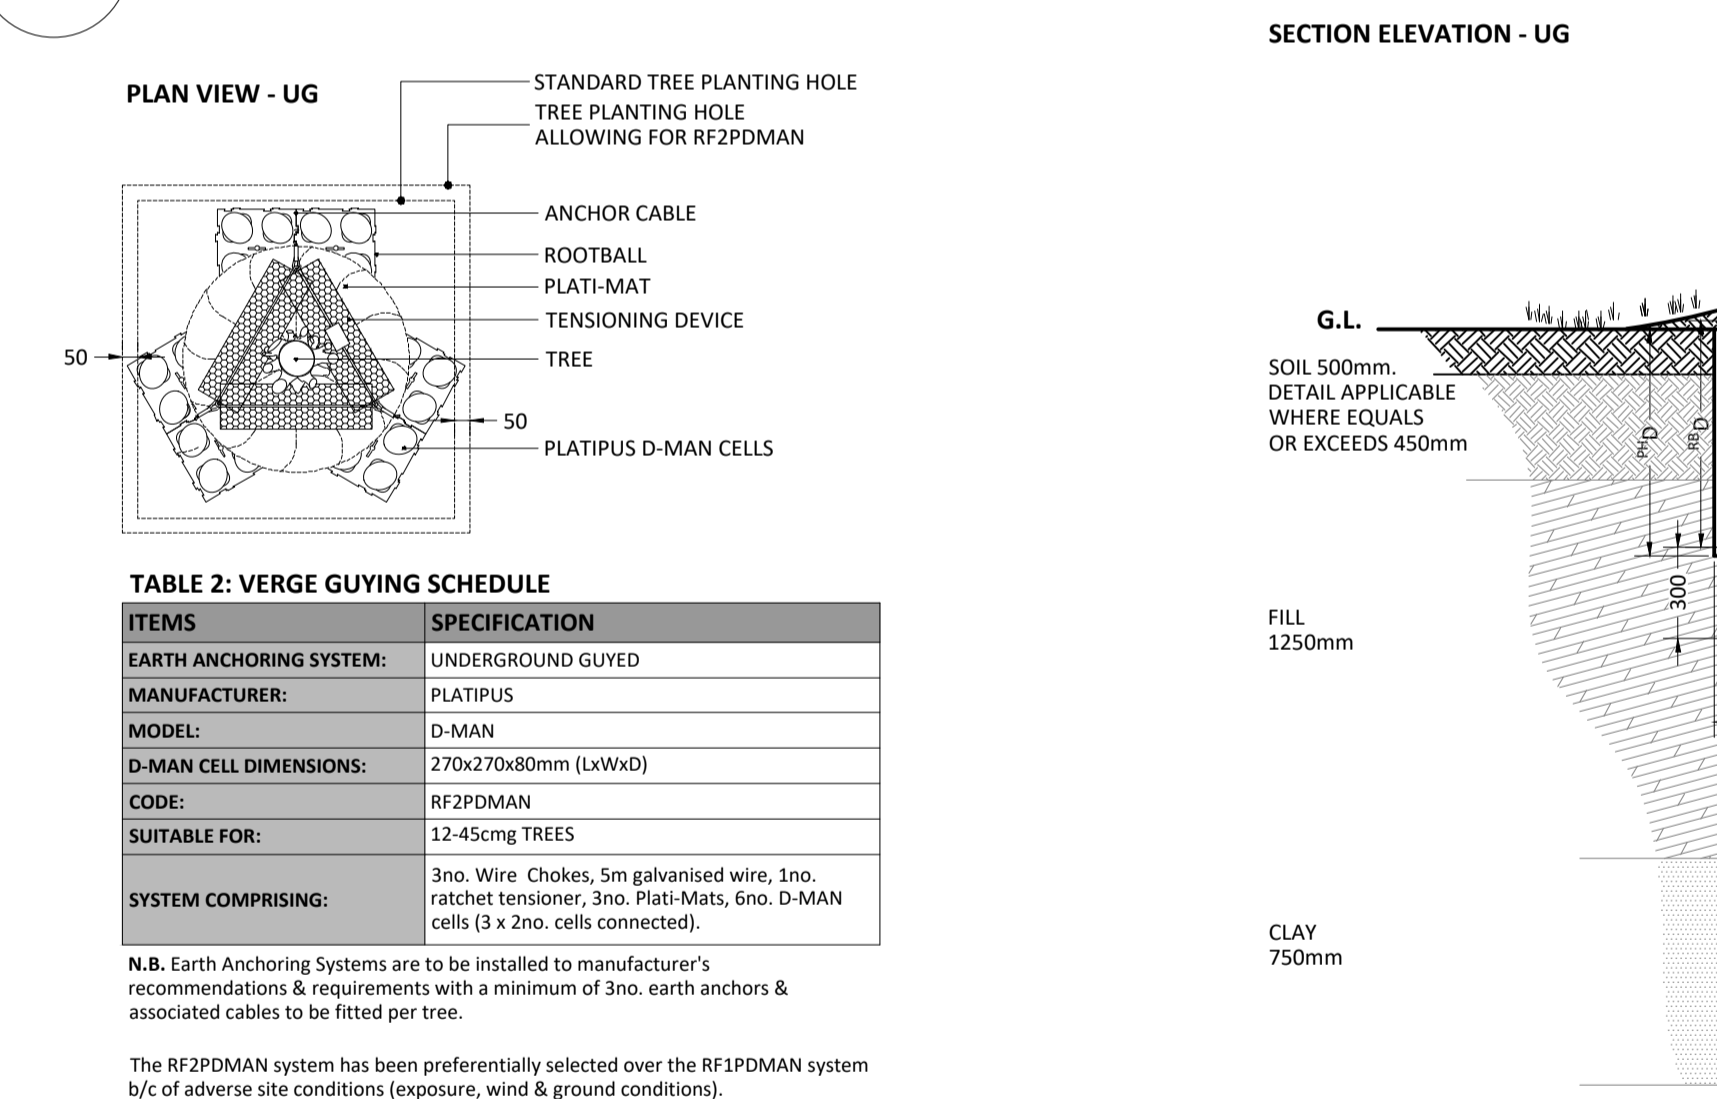 PLAN VIEW - UG
STANDARD TREE PLANTING HOLE
TREE PLANTING HOLE
ALLOWING FOR RF2PDMAN
ANCHOR CABLE
ROOTBALL
PLATI-MAT
TENSIONING DEVICE
TREE
50
50
PLATIPUS D-MAN CELLS
TABLE 2: VERGE GUYING SCHEDULE
ITEMS SPECIFICATION
EARTH ANCHORING SYSTEM: UNDERGROUND GUYED
MANUFACTURER: PLATIPUS
MODEL: D-MAN
D-MAN CELL DIMENSIONS: 270x270x80mm (LxWxD)
CODE: RF2PDMAN
SUITABLE FOR: 12-45cmg TREES
SYSTEM COMPRISING:
3no. Wire Chokes, 5m galvanised wire, 1no.
ratchet tensioner, 3no. Plati-Mats, 6no. D-MAN
cells (3 x 2no. cells connected).
N.B. Earth Anchoring Systems are to be installed to manufacturer's
recommendations & requirements with a minimum of 3no. earth anchors &
associated cables to be fitted per tree.
The RF2PDMAN system has been preferentially selected over the RF1PDMAN system
b/c of adverse site conditions (exposure, wind & ground conditions).
SECTION ELEVATION - UG
G.L.
SOIL 500mm.
DETAIL APPLICABLE
WHERE EQUALS
OR EXCEEDS 450mm
PHD
RBD
300
FILL
1250mm
CLAY
750mm